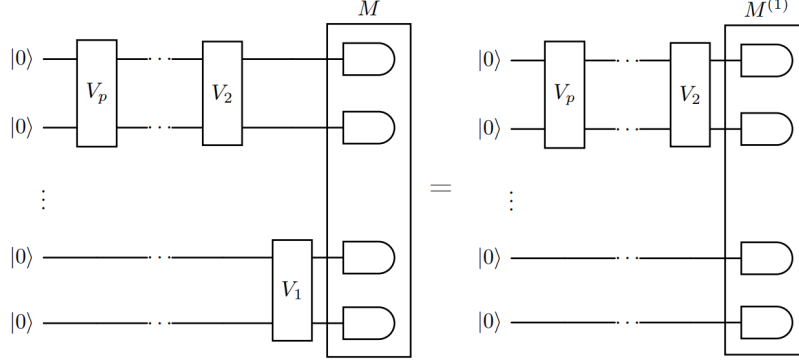 M M^{(1)}
|0⟩ ... |0⟩ ...
V_p V_2 V_p V_2
|0⟩ ... |0⟩ ...
⋮ = ⋮
|0⟩ ... |0⟩ ...
V_1
|0⟩ ... |0⟩ ...